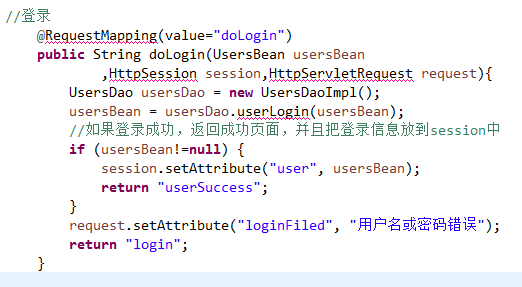 //登录
@RequestMapping(value="doLogin")
public String doLogin(UsersBean usersBean
,HttpSession session,HttpServletRequest request){
UsersDao usersDao = new UsersDaoImpl();
usersBean = usersDao.userLogin(usersBean);
//如果登录成功，返回成功页面，并且把登录信息放到session中
if (usersBean!=null) {
session.setAttribute("user", usersBean);
return "userSuccess";
}
request.setAttribute("loginFiled", "用户名或密码错误");
return "login";
}